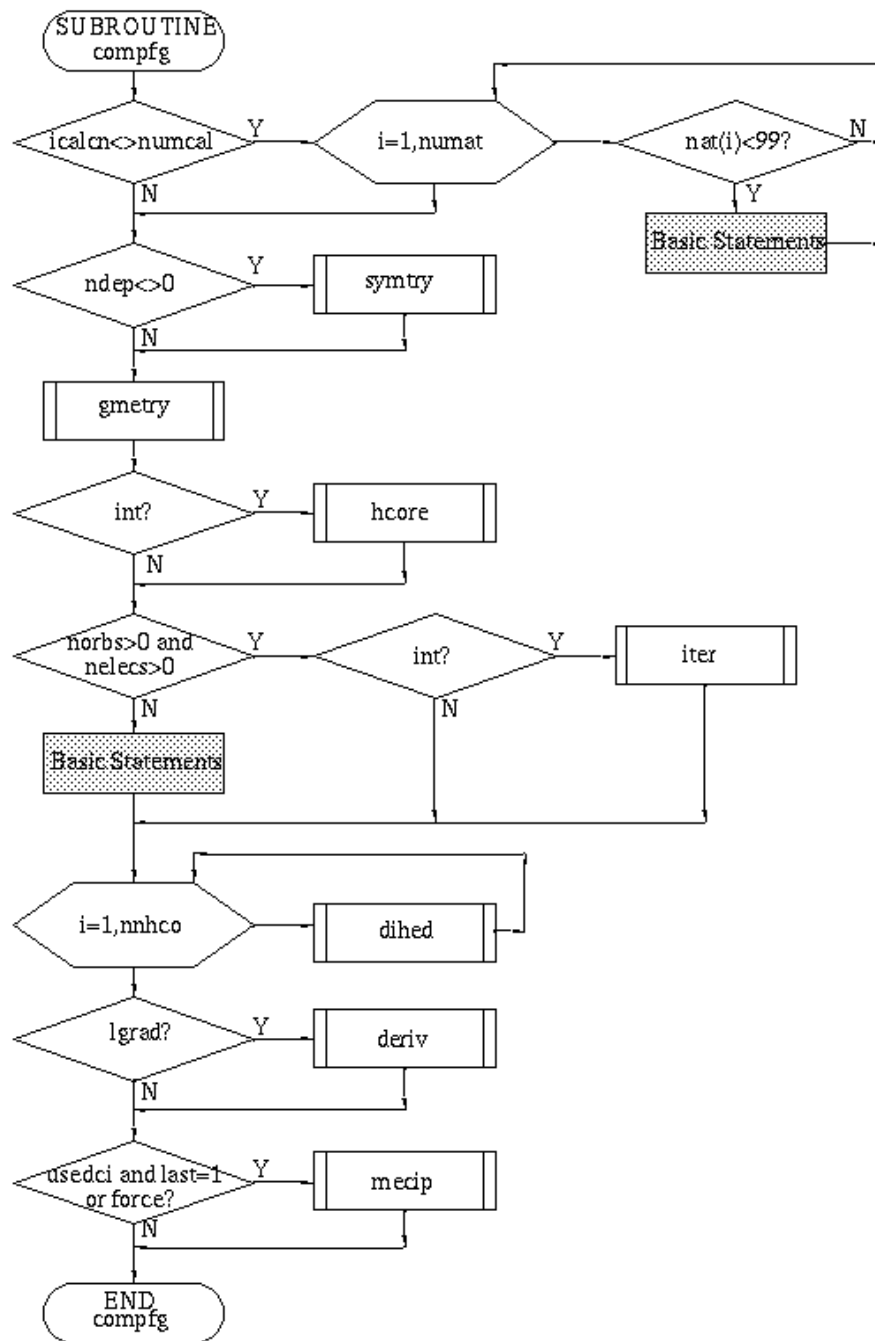 SUBROUTINE
compfg
icalcn<>numcal
Y
i=1,numat
nat(i)<99?
N
N
Y
Basic Statements
ndep<>0
Y
symtry
N
gmetry
int?
Y
hcore
N
norbs>0 and
nelecs>0
Y
int?
Y
iter
N
N
Basic Statements
i=1,nnhco
dihed
lgrad?
Y
deriv
N
usedci and last=1
or force?
Y
mecip
N
END
compfg